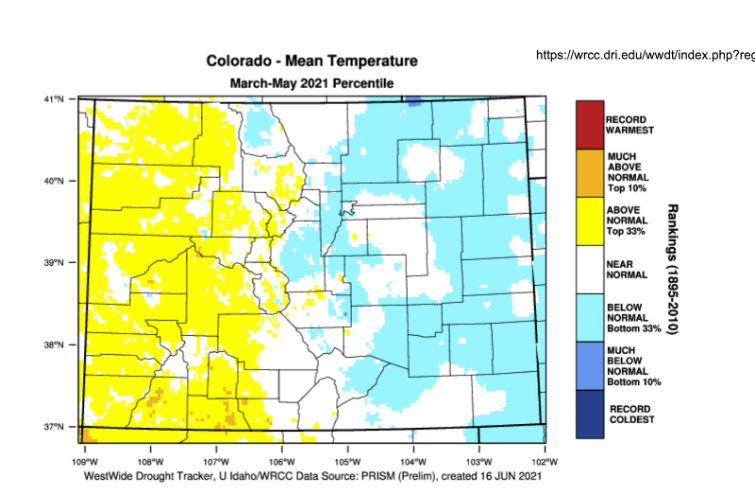 https://wrcc.dri.edu/wwdt/index.php?reg
Colorado - Mean Temperature
March-May 2021 Percentile
41°N
40°N
39°N
38°N
37°N
109°W 108°W 107°W 106°W 105°W 104°W 103°W 102°W
RECORD
WARMEST
MUCH
ABOVE
NORMAL
Top 10%
ABOVE
NORMAL
Top 33%
NEAR
NORMAL
BELOW
NORMAL
Bottom 33%
MUCH
BELOW
NORMAL
Bottom 10%
RECORD
COLDEST
Rankings (1895-2010)
WestWide Drought Tracker, U Idaho/WRCC Data Source: PRISM (Prelim), created 16 JUN 2021